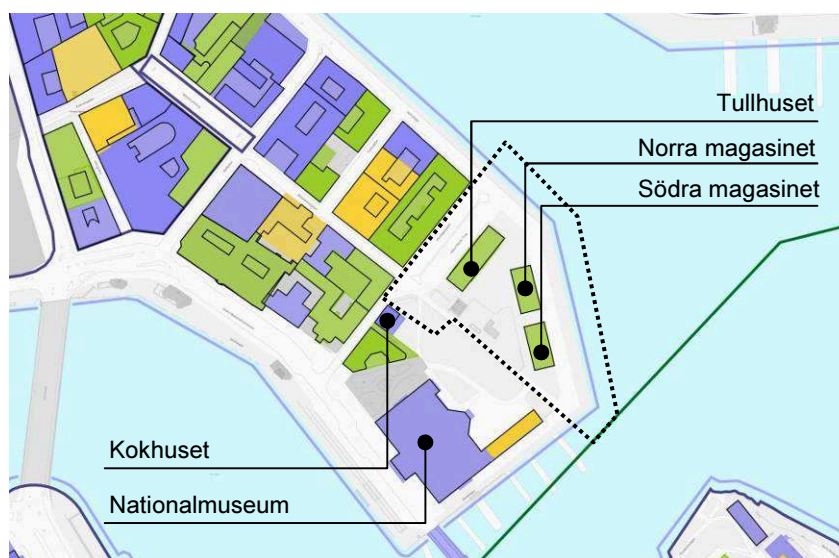 Tullhuset
Norra magasinet
Södra magasinet
Kokhuset
Nationalmuseum